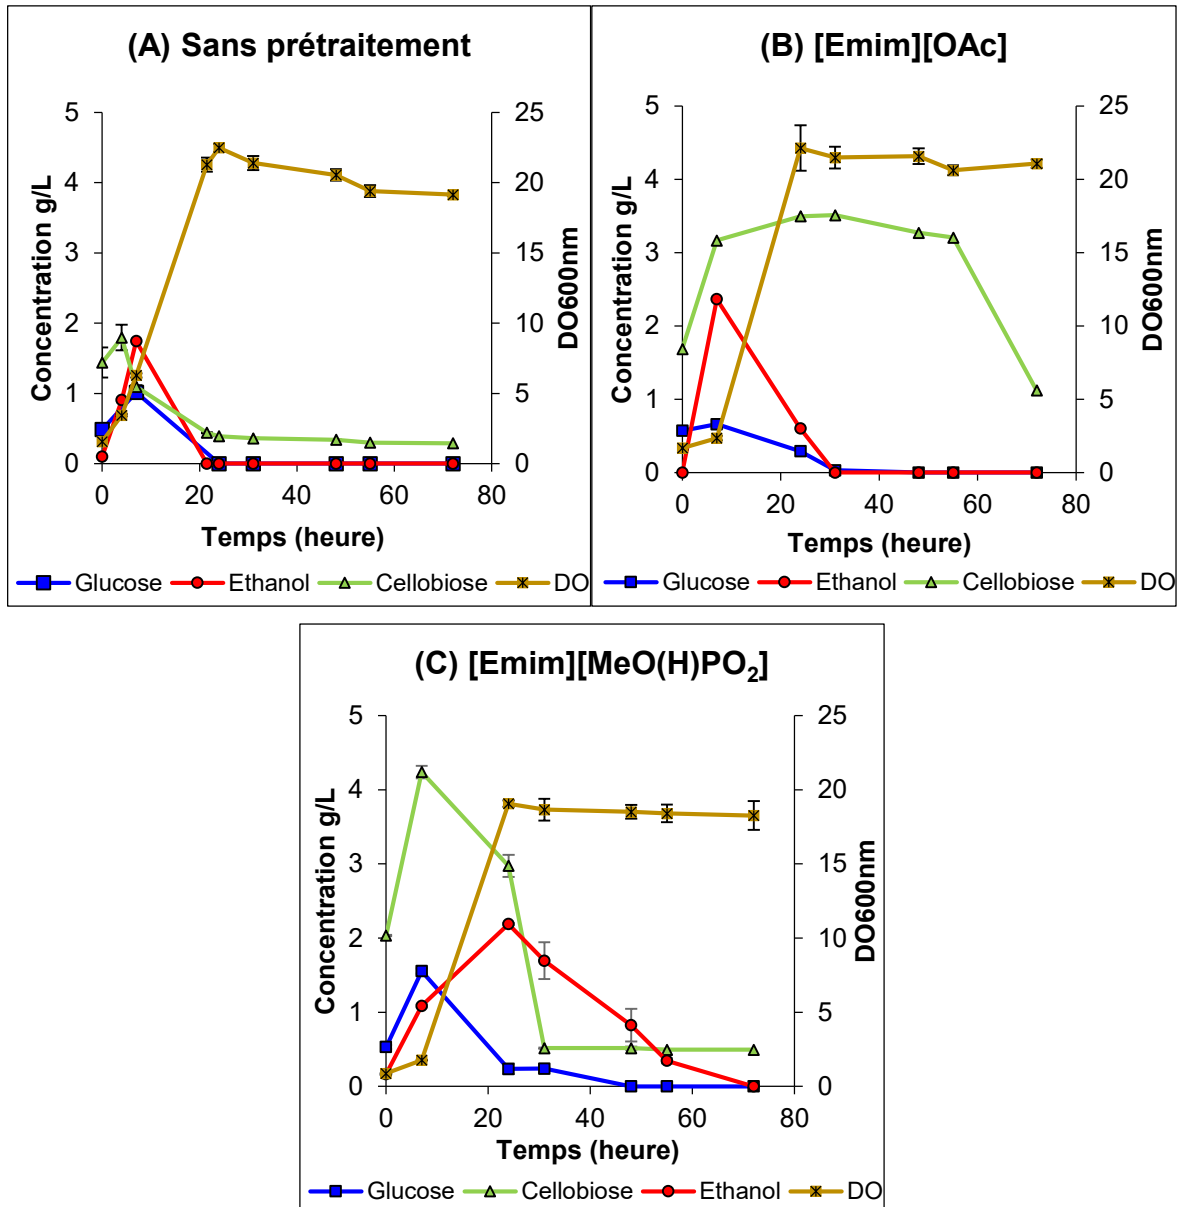 (A) Sans prétraitement
5
4
3
2
1
0
25
20
15
10
5
0
0 20 40 60 80
Concentration g/L
DO600nm
Temps (heure)
Glucose Ethanol Cellobiose DO
(B) [Emim][OAc]
5
4
3
2
1
0
25
20
15
10
5
0
0 20 40 60 80
Concentration g/L
DO600nm
Temps (heure)
Glucose Ethanol Cellobiose DO
(C) [Emim][MeO(H)PO₂]
5
4
3
2
1
0
25
20
15
10
5
0
0 20 40 60 80
Concentration g/L
DO600nm
Temps (heure)
Glucose Cellobiose Ethanol DO